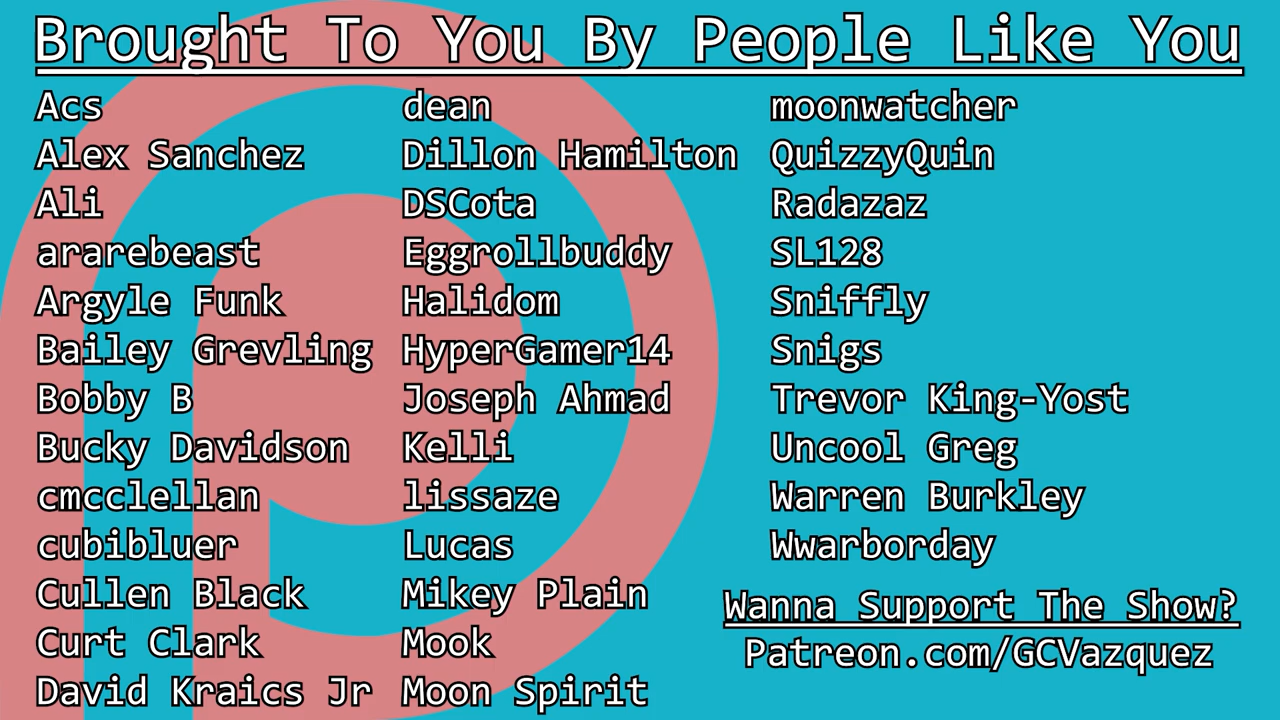 Brought To You By People Like You
Acs
Alex Sanchez
Ali
ararebeast
Argyle Funk
Bailey Grevling
Bobby B
Bucky Davidson
cmcclellan
cubibluer
Cullen Black
Curt Clark
David Kraics Jr
dean
Dillon Hamilton
DSCota
Eggrollbuddy
Halidom
HyperGamer14
Joseph Ahmad
Kelli
lissaze
Lucas
Mikey Plain
Mook
Moon Spirit
moonwatcher
QuizzyQuin
Radazaz
SL128
Sniffly
Snigs
Trevor King-Yost
Uncool Greg
Warren Burkley
Wwarborday
Wanna Support The Show?
Patreon.com/GCVazquez